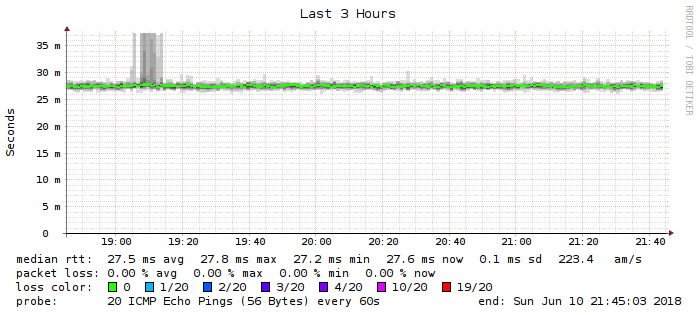 Last 3 Hours
RRDTOOL / TOBI OETIKER
Seconds
35 m
30 m
25 m
20 m
15 m
10 m
5 m
0
19:00 19:20 19:40 20:00 20:20 20:40 21:00 21:20 21:40
median rtt: 27.5 ms avg 27.8 ms max 27.2 ms min 27.6 ms now 0.1 ms sd 223.4 am/s
packet loss: 0.00 % avg 0.00 % max 0.00 % min 0.00 % now
loss color: 0 1/20 2/20 3/20 4/20 10/20 19/20
probe: 20 ICMP Echo Pings (56 Bytes) every 60s end: Sun Jun 10 21:45:03 2018